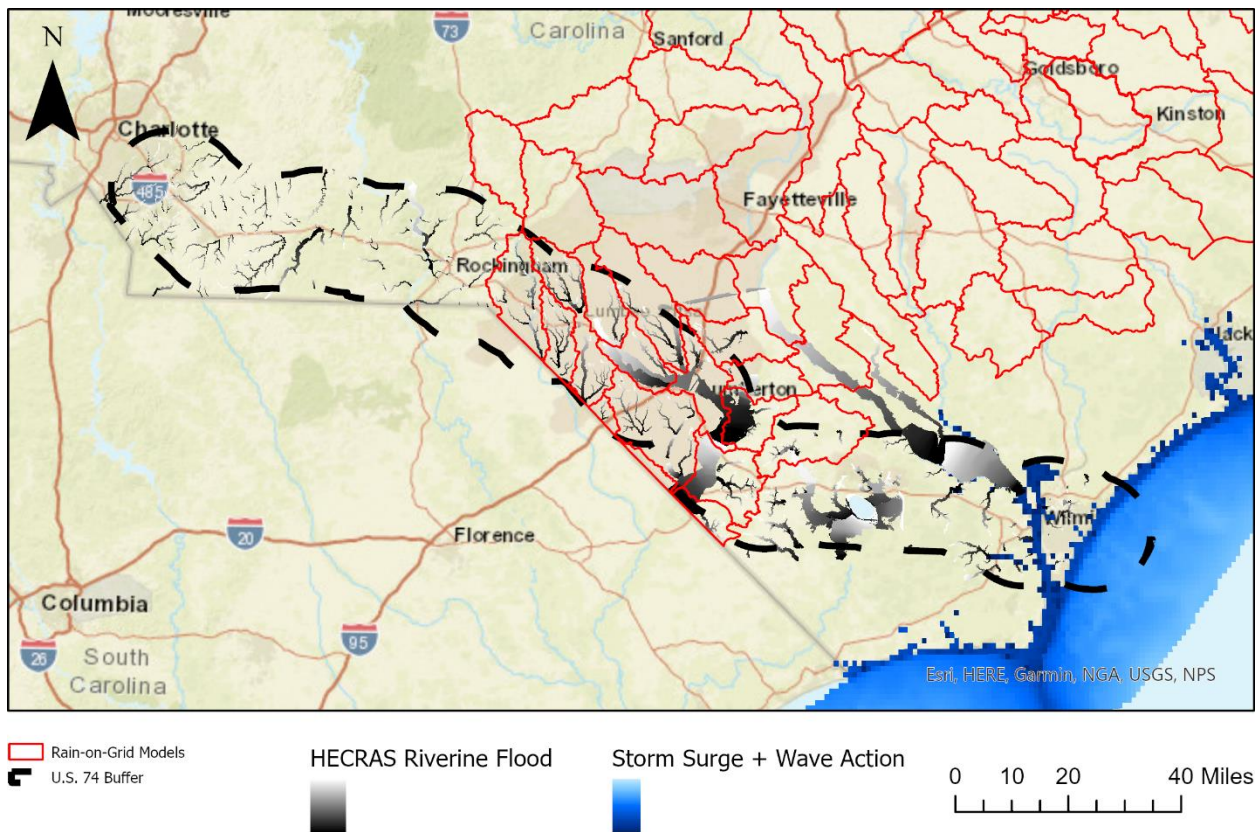 Mooresville
N
73
Carolina
Sanford
Goldsboro
Kinston
Charlotte
485
Fayetteville
Rockingham
Florence
20
Columbia
95
26
South
Carolina
Esri, HERE, Garmin, NGA, USGS, NPS
Rain-on-Grid Models
U.S. 74 Buffer
HECRAS Riverine Flood
Storm Surge + Wave Action
0 10 20 40 Miles